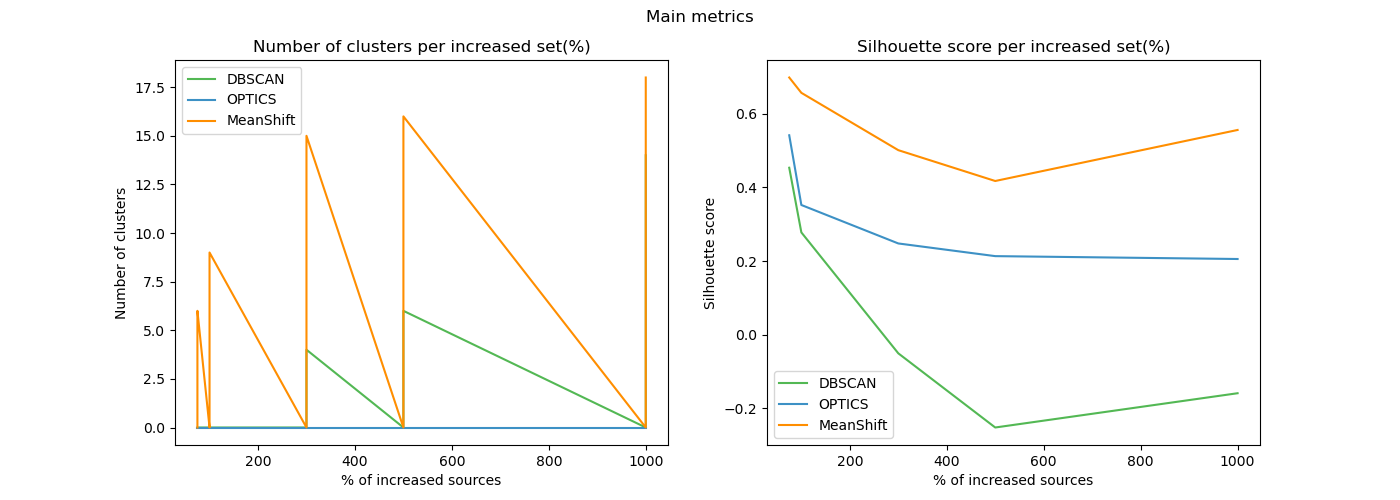 Main metrics
Number of clusters per increased set(%)
DBSCAN
OPTICS
MeanShift
17.5
15.0
12.5
10.0
7.5
5.0
2.5
0.0
Number of clusters
200
400
600
800
1000
% of increased sources
Silhouette score per increased set(%)
0.6
0.4
0.2
0.0
−0.2
Silhouette score
DBSCAN
OPTICS
MeanShift
200
400
600
800
1000
% of increased sources